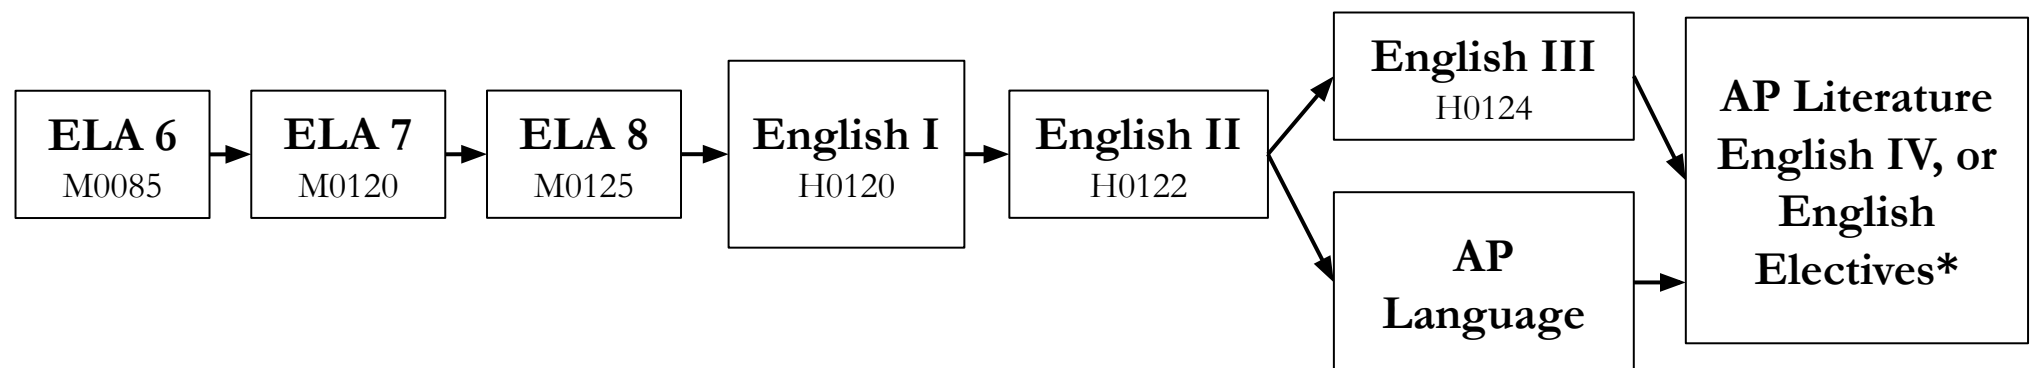 ELA 6
M0085
ELA 7
M0120
ELA 8
M0125
English I
H0120
English II
H0122
English III
H0124
AP
Language
AP Literature
English IV, or
English
Electives*